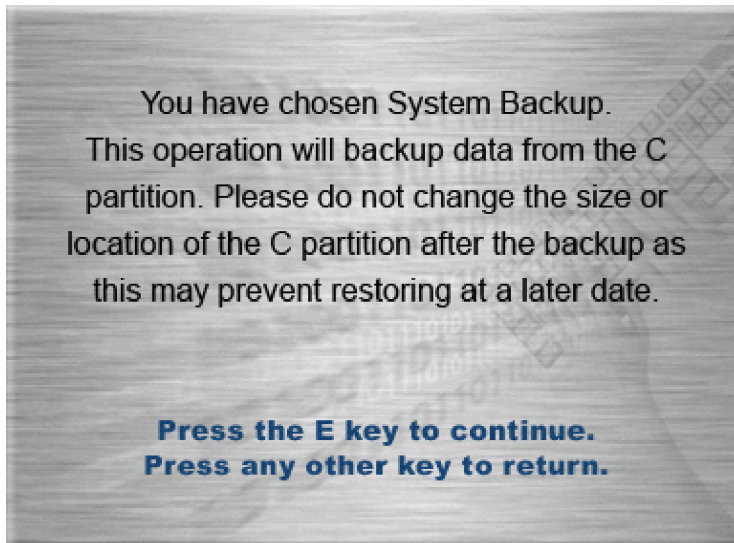 You have chosen System Backup.
This operation will backup data from the C
partition. Please do not change the size or
location of the C partition after the backup as
this may prevent restoring at a later date.
Press the E key to continue.
Press any other key to return.